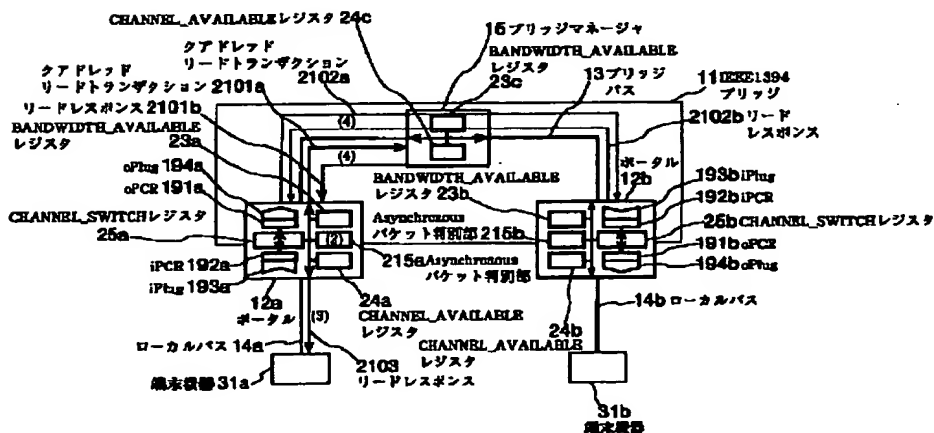 CHANNEL_AVAILABLEレジスタ 24c
15 ブリッジマネージャ
クアドレッド
リードトランザクション
2102a
BANDWIDTH_AVAILABLE
レジスタ
23c
13 ブリッジ
バス
11 IEEE1394
ブリッジ
クアドレッド
リードトランザクション 2101a
リードレスポンス 2101b
BANDWIDTH_AVAILABLE
レジスタ
23a
(4)
(4)
2102b リード
レスポンス
oPlug 194a
oPCR 191a
CHANNEL_SWITCHレジスタ
25a
iPCR 192a
iPlug 193a
12a
ポータル
(2)
BANDWIDTH_AVAILABLE
レジスタ 23b
Asynchronous
パケット判別部 215b
215a Asynchronous
パケット判別部
24a
CHANNEL_AVAILABLE
レジスタ
ポータル
12b
193b iPlug
192b iPCR
25b CHANNEL_SWITCHレジスタ
191b oPCR
194b oPlug
24b
CHANNEL_AVAILABLE
レジスタ
14b ローカルバス
(3)
ローカルバス 14a
2103
リードレスポンス
端末機器 31a
31b
端末機器